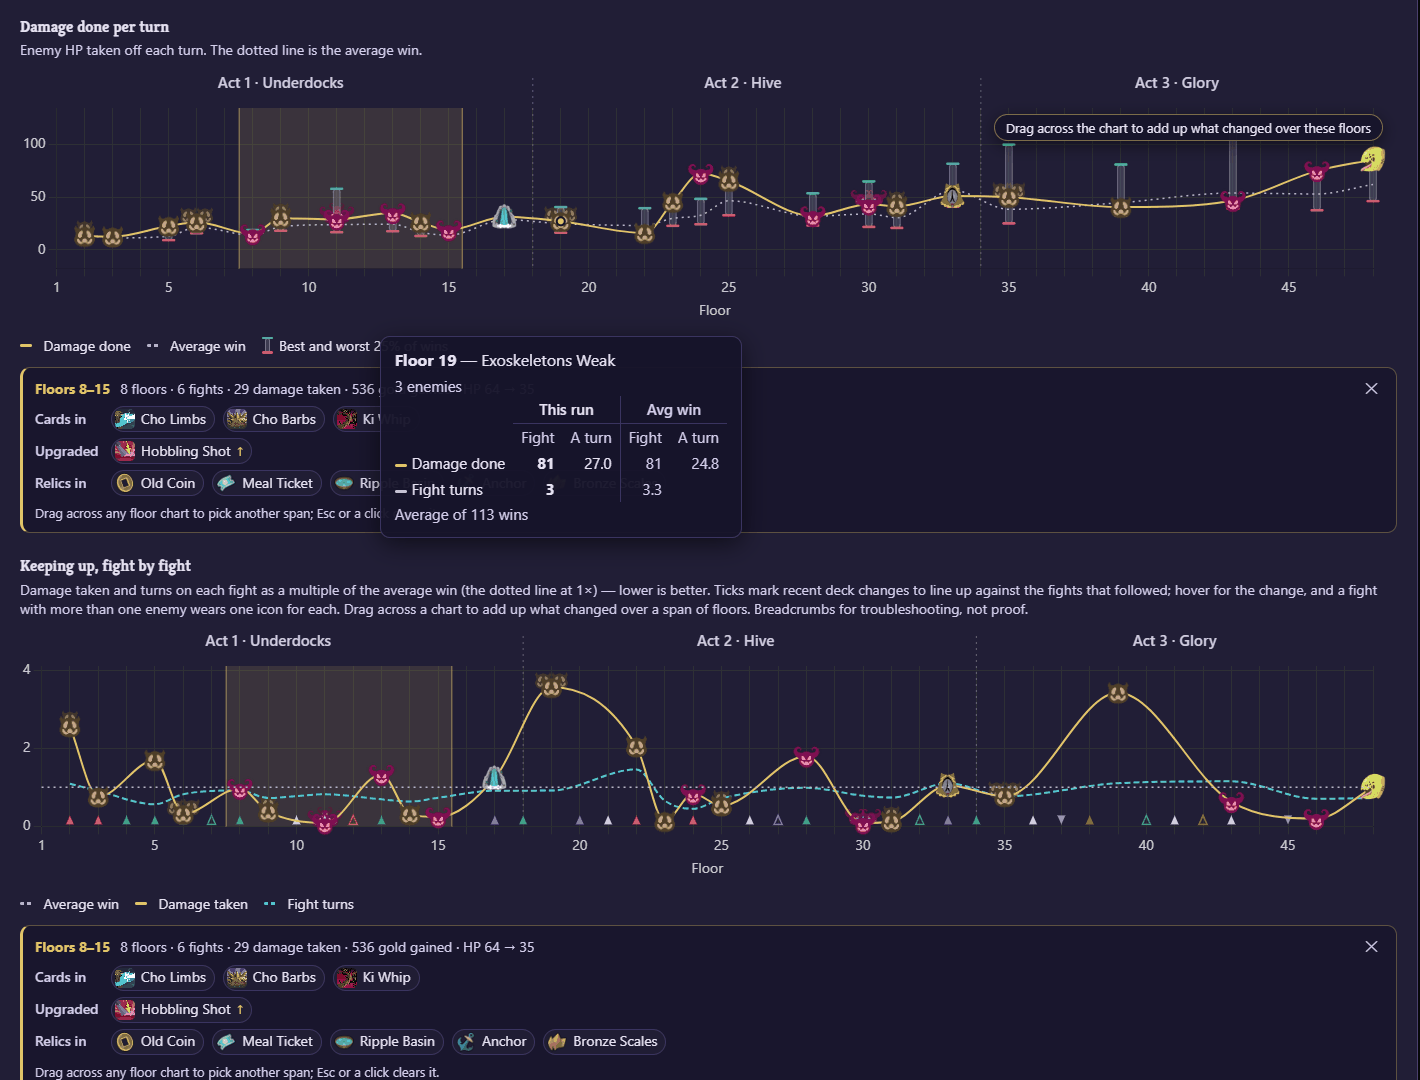 Damage done per turn
Enemy HP taken off each turn. The dotted line is the average win.
Act 1 · Underdocks
Act 2 · Hive
Act 3 · Glory
Drag across the chart to add up what changed over these floors
100
50
0
1 5 10 15 20 25 30 35 40 45
Floor
Damage done
Average win
Best and worst 2
Floor 19 — Exoskeletons Weak
3 enemies
This run Avg win
Fight A turn Fight A turn
Damage done 81 27.0 81 24.8
Fight turns 3 3.3
Average of 113 wins
Floors 8–15 8 floors · 6 fights · 29 damage taken · 536
Cards in Cho Limbs Cho Barbs Ki Whip
Upgraded Hobbling Shot ↑
Relics in Old Coin Meal Ticket
Drag across any floor chart to pick another span; Esc or a
Keeping up, fight by fight
Damage taken and turns on each fight as a multiple of the average win (the dotted line at 1×) — lower is better. Ticks mark recent deck changes to line up against the fights that followed; hover for the change, and a fight
with more than one enemy wears one icon for each. Drag across a chart to add up what changed over a span of floors. Breadcrumbs for troubleshooting, not proof.
Act 1 · Underdocks
Act 2 · Hive
Act 3 · Glory
4
2
0
1 5 10 15 20 25 30 35 40 45
Floor
Average win
Damage taken
Fight turns
Floors 8–15 8 floors · 6 fights · 29 damage taken · 536 gold gained · HP 64 → 35
Cards in Cho Limbs Cho Barbs Ki Whip
Upgraded Hobbling Shot ↑
Relics in Old Coin Meal Ticket Ripple Basin Anchor Bronze Scales
Drag across any floor chart to pick another span; Esc or a click clears it.